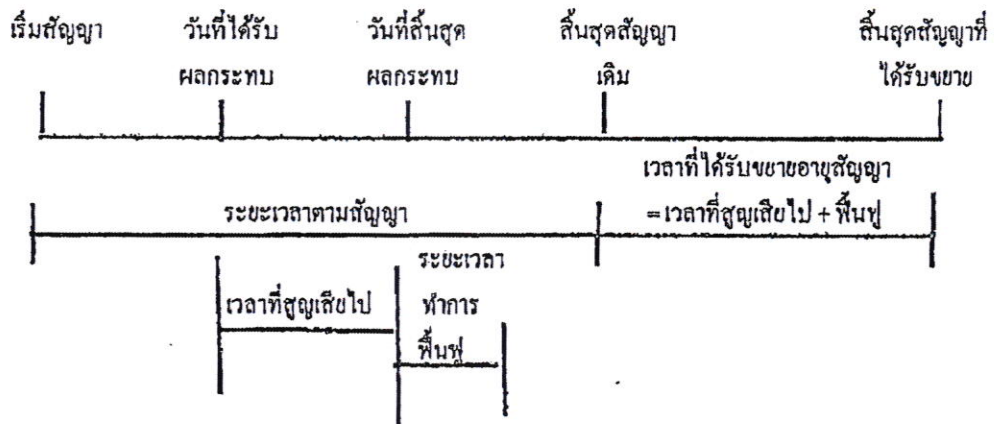 เริ่มสัญญา วันที่ได้รับ วันที่สิ้นสุด สิ้นสุดสัญญา สิ้นสุดสัญญาที่
ผลกระทบ ผลกระทบ เดิม ได้รับขยาย
เวลาที่ได้รับขยายอายุสัญญา
ระยะเวลาตามสัญญา =เวลาที่สูญเสียไป + ฟื้นฟู
ระยะเวลา
เวลาที่สูญเสียไป ทำการ
ฟื้นฟู